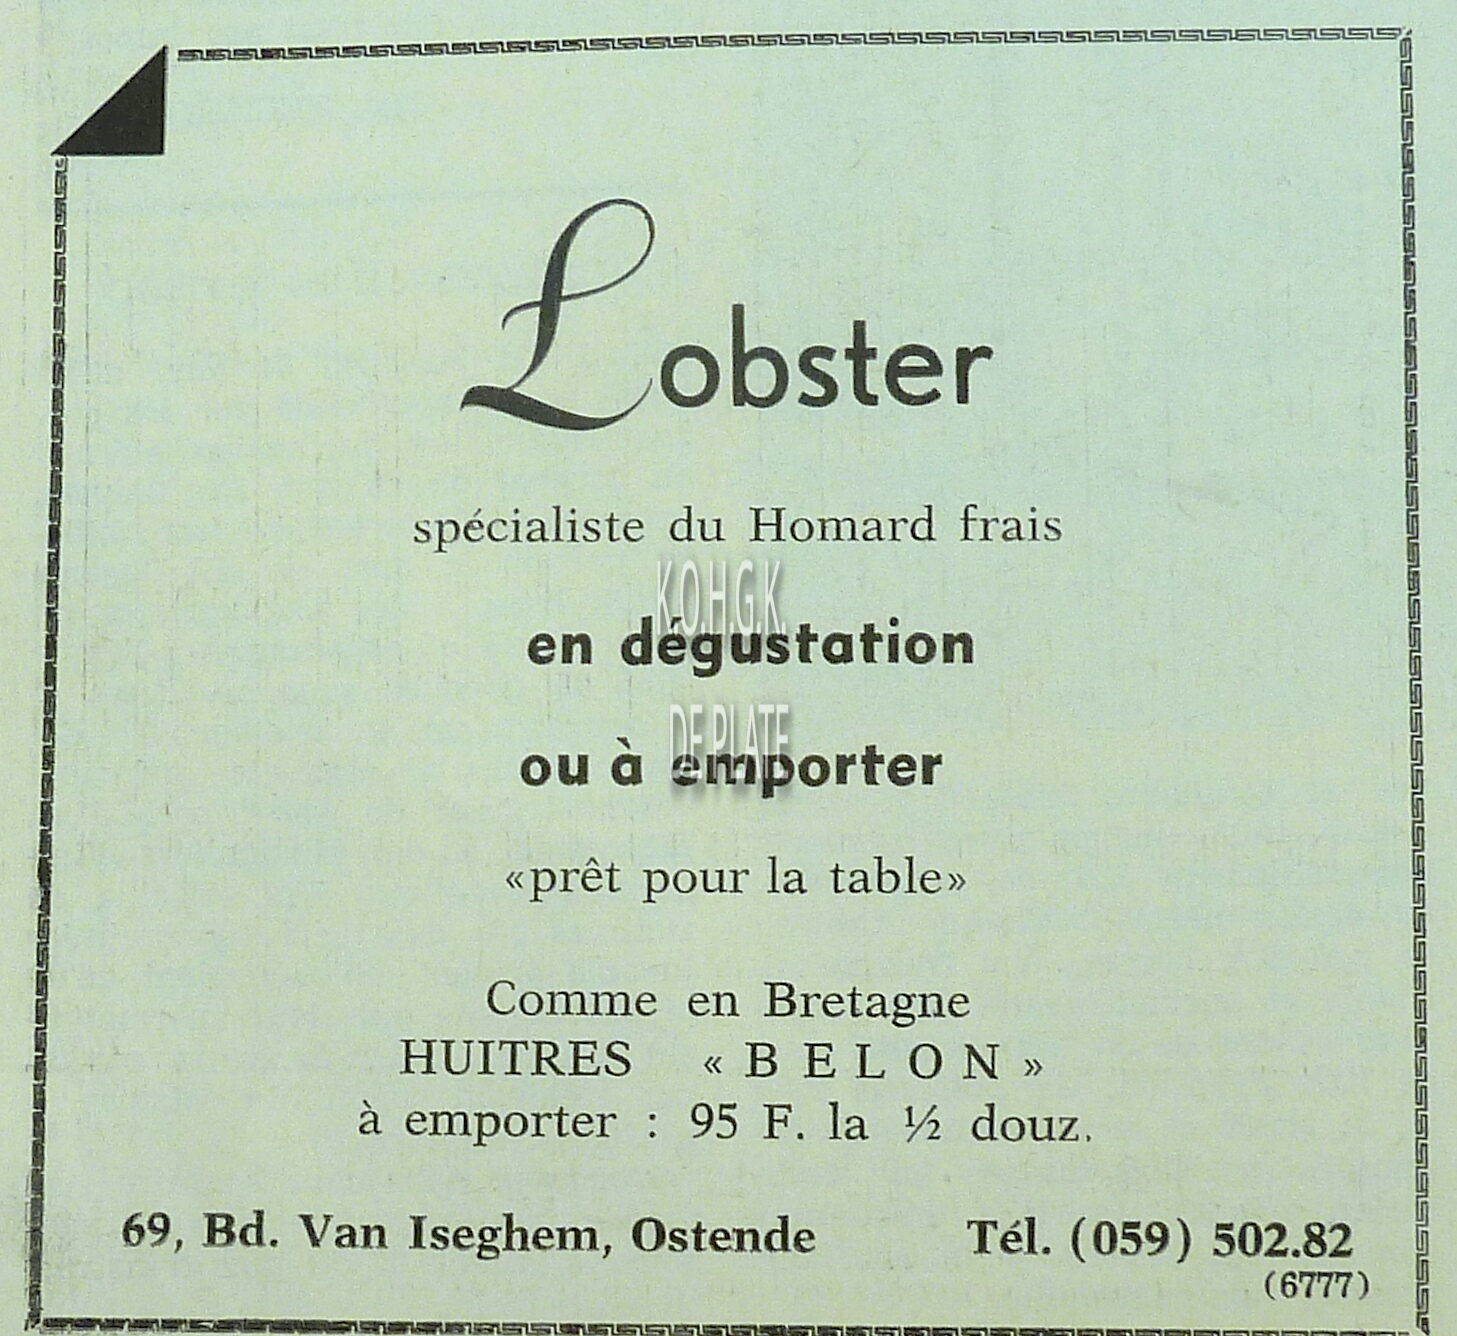 Lobster
spécialiste du Homard frais
K.O.H.G.K.
en dégustation
DE PLATE
ou à emporter
«prêt pour la table»
Comme en Bretagne
HUITRES « B E L O N »
à emporter : 95 F. la ½ douz.
69, Bd. Van Iseghem, Ostende Tél. (059) 502.82
(6777)